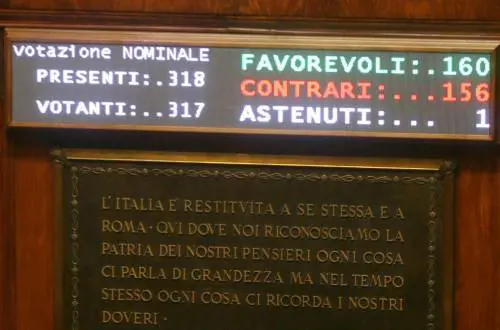 votazione NOMINALE
PRESENTI:.318
VOTANTI:..317
FAVOREVOLI:.160
CONTRARI:...156
ASTENUTI:... 1
L'ITALIA E' RESTITVITA A SE STESSA E A
ROMA · QVI DOVE NOI RICONOSCIAMO LA
PATRIA DEI NOSTRI PENSIERI OGNI COSA
CI PARLA DI GRANDEZZA MA NEL TEMPO
STESSO OGNI COSA CI RICORDA I NOSTRI
DOVERI ·